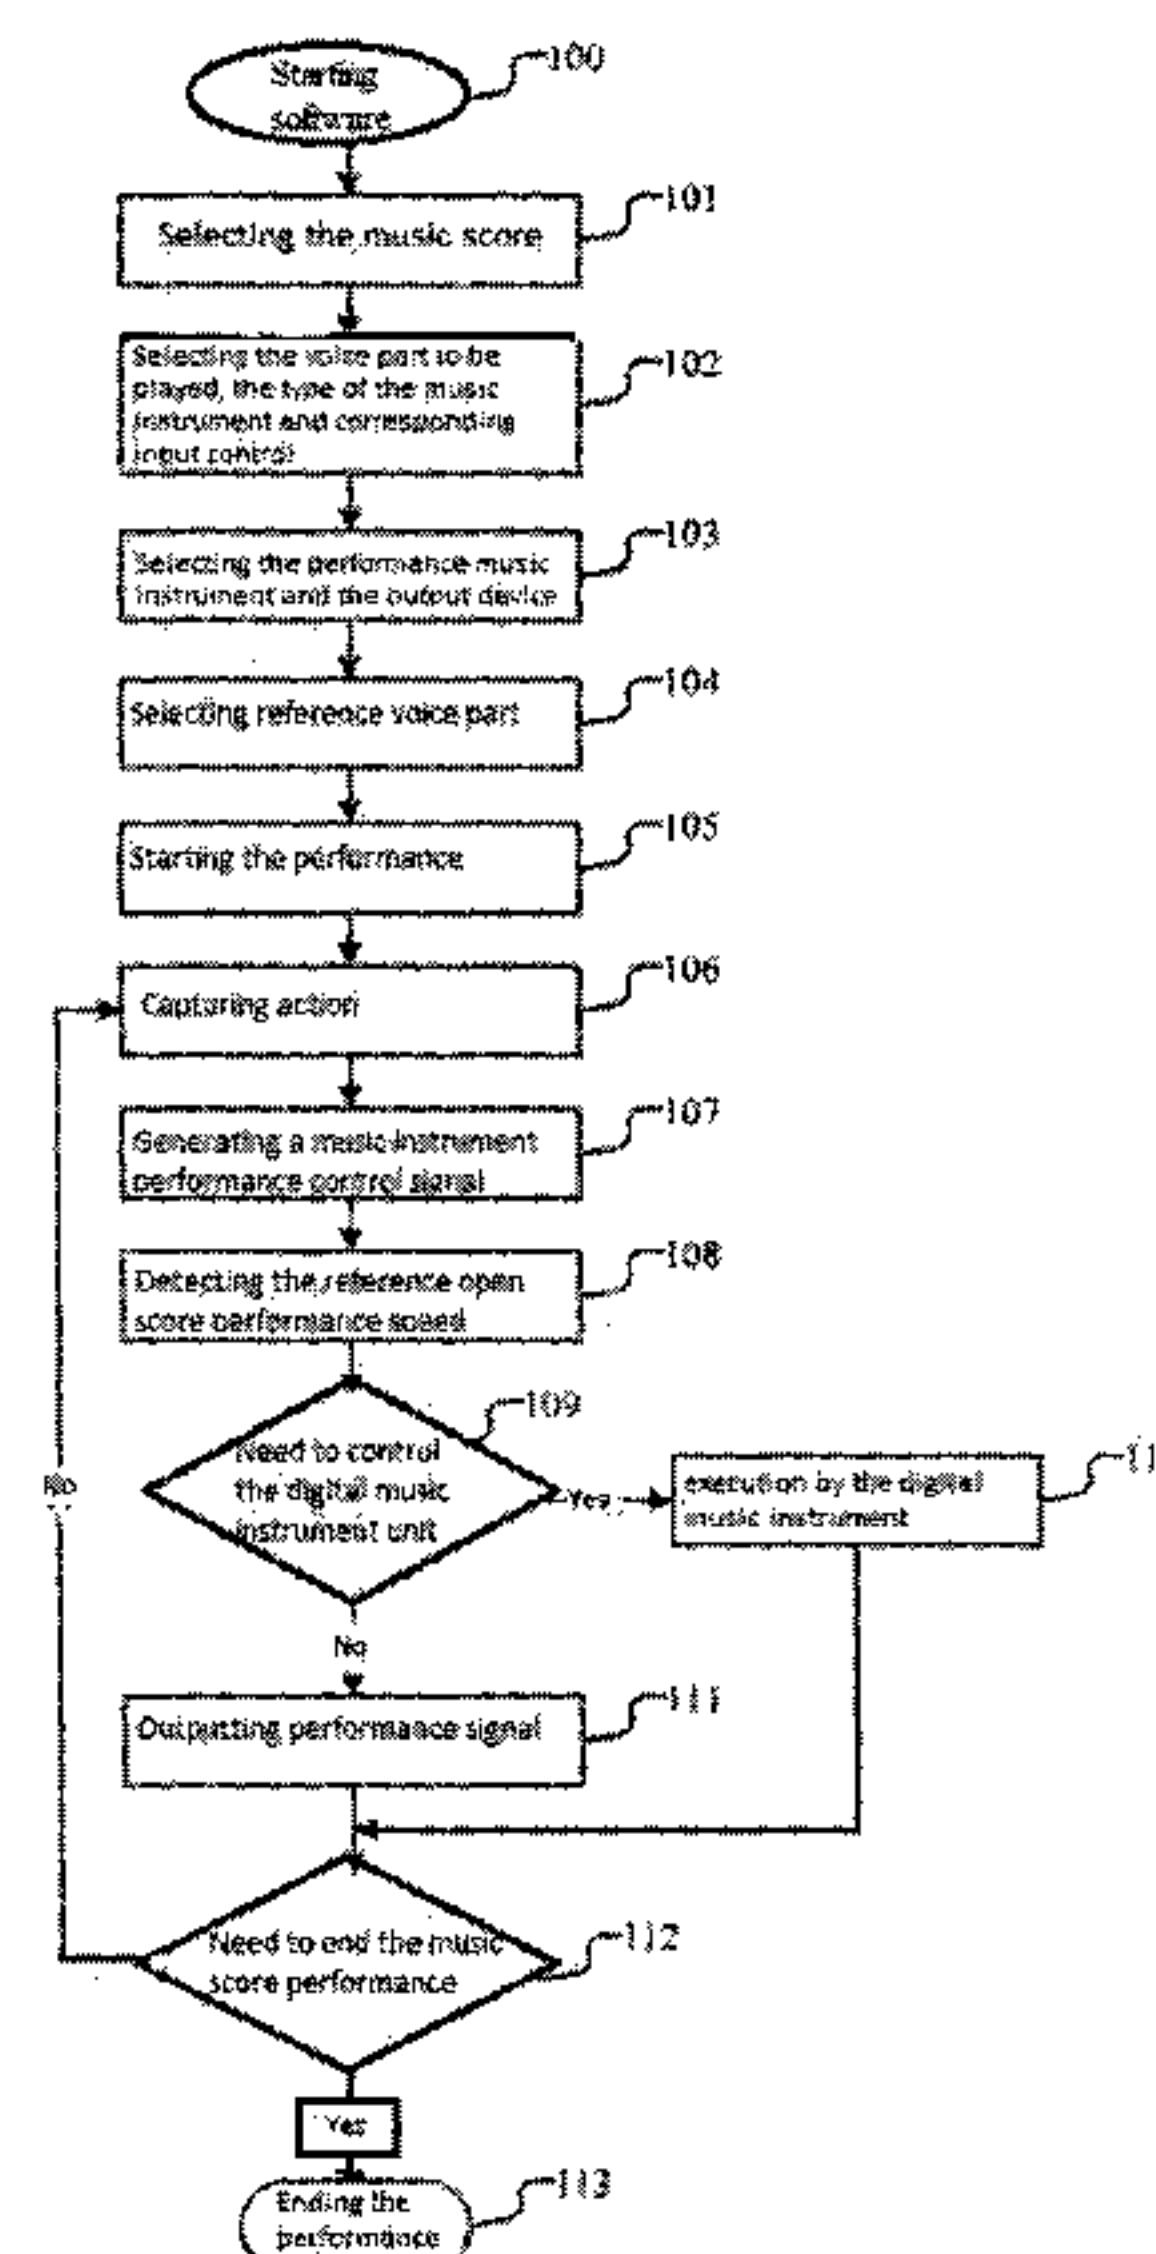 Starting
software
100
Selecting the music score
101
Selecting the voice part to be
played, the type of the music
instrument and corresponding
input control
102
Selecting the performance music
instrument and the output device
103
Selecting reference voice part
104
Starting the performance
105
Capturing action
106
Generating a music instrument
performance control signal
107
Detecting the reference open
score performance speed
108
Need to control
the digital music
instrument unit
109
Yes
execution by the digital
music instrument
11
No
No
Outputting performance signal
111
Need to end the music
score performance
112
Yes
Ending the
performance
113